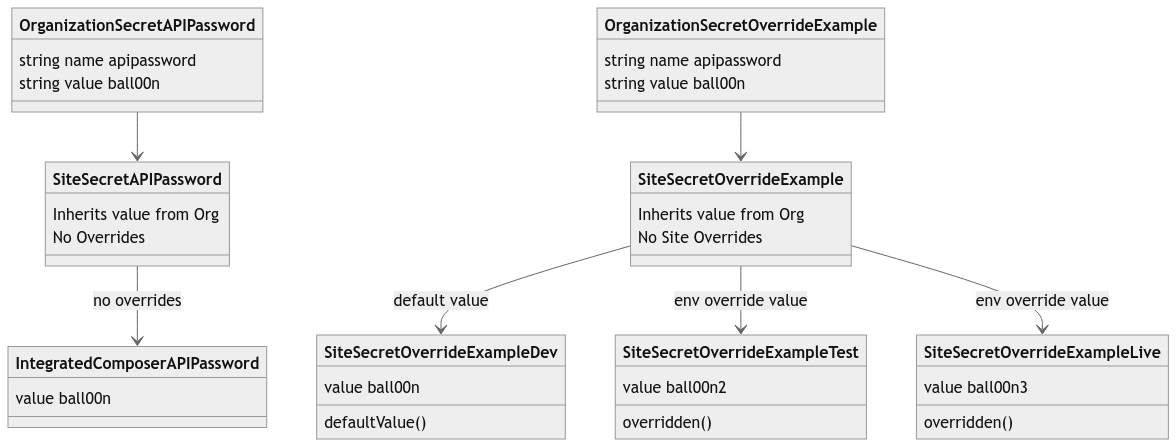 OrganizationSecretAPIPassword
string name apipassword
string value ball00n
SiteSecretAPIPassword
Inherits value from Org
No Overrides
no overrides
IntegratedComposerAPIPassword
value ball00n
OrganizationSecretOverrideExample
string name apipassword
string value ball00n
SiteSecretOverrideExample
Inherits value from Org
No Site Overrides
default value
env override value
env override value
SiteSecretOverrideExampleDev
value ball00n
defaultValue()
SiteSecretOverrideExampleTest
value ball00n2
overridden()
SiteSecretOverrideExampleLive
value ball00n3
overridden()